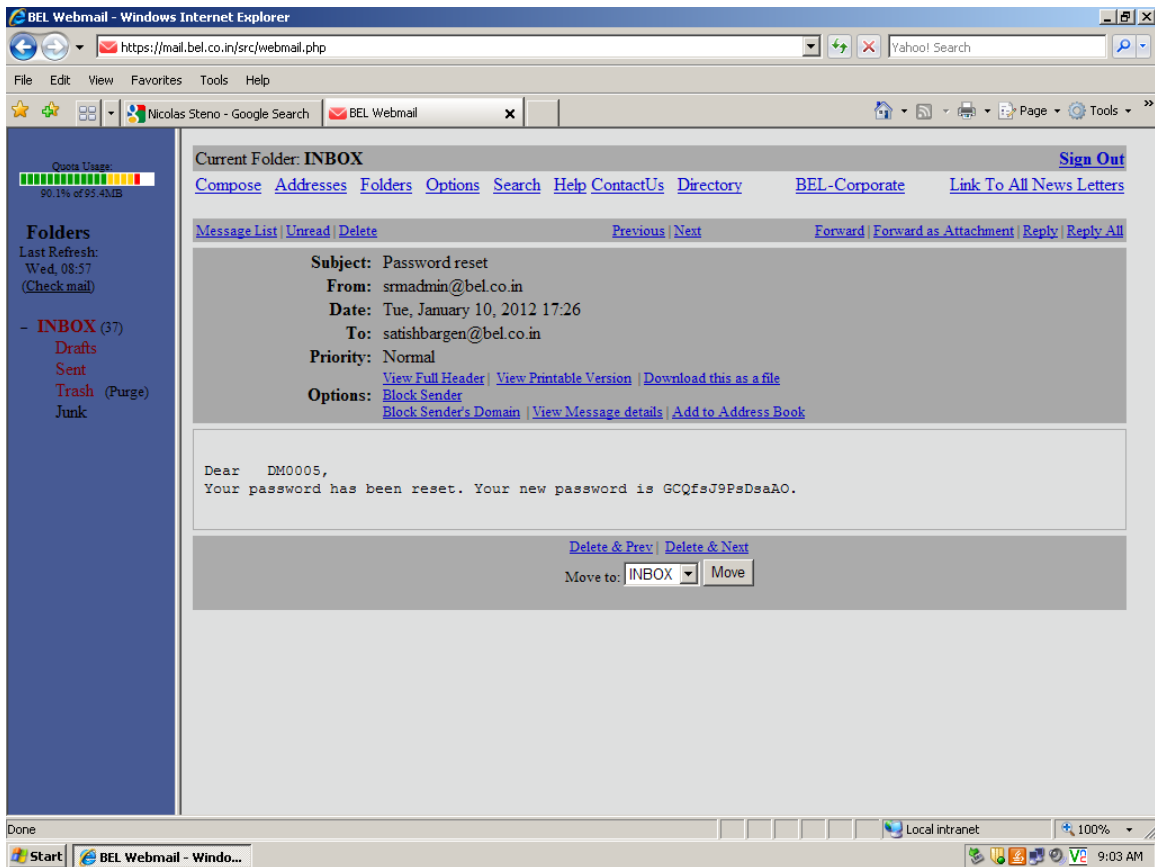 BEL Webmail - Windows Internet Explorer
https://mail.bel.co.in/src/webmail.php
Yahoo! Search
File Edit View Favorites Tools Help
Nicolas Steno - Google Search
BEL Webmail
Page
Tools
»
Quota Usage:
90.1% of 95.4MB
Folders
Last Refresh:
Wed, 08:57
(Check mail)
– INBOX (37)
Drafts
Sent
Trash (Purge)
Junk
Current Folder: INBOX
Sign Out
Compose Addresses Folders Options Search Help ContactUs Directory BEL-Corporate Link To All News Letters
Message List | Unread | Delete Previous | Next Forward | Forward as Attachment | Reply | Reply All
Subject: Password reset
From: srmadmin@bel.co.in
Date: Tue, January 10, 2012 17:26
To: satishbargen@bel.co.in
Priority: Normal
Options: View Full Header | View Printable Version | Download this as a file
Block Sender
Block Sender's Domain | View Message details | Add to Address Book
Dear DM0005,
Your password has been reset. Your new password is GCQfsJ9PsDsaAO.
Delete & Prev | Delete & Next
Move to: INBOX Move
Done
Local intranet
100%
Start
BEL Webmail - Windo...
V2
9:03 AM